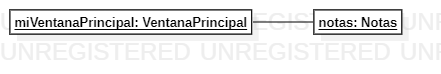 miVentanaPrincipal: VentanaPrincipal
notas: Notas
UNREGISTERED UNREGISTERED UNREGISTERED